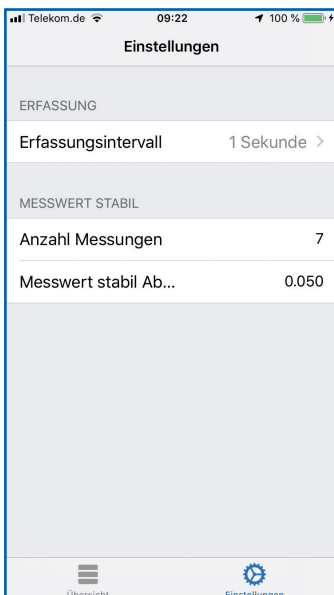 Telekom.de 09:22 100 %
Einstellungen
ERFASSUNG
Erfassungsintervall 1 Sekunde
MESSWERT STABIL
Anzahl Messungen 7
Messwert stabil Ab... 0.050
Übersicht Einstellungen